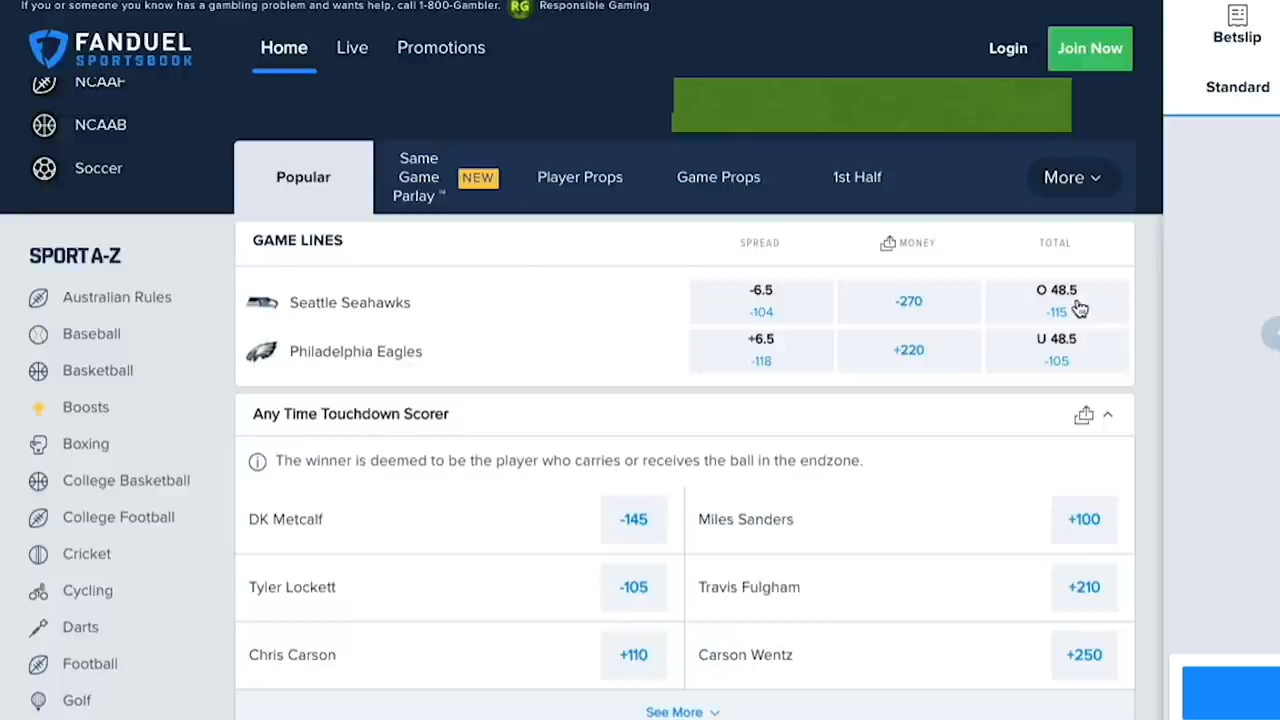 If you or someone you know has a gambling problem and wants help, call 1-800-Gambler. RG Responsible Gaming
Betslip
FANDUEL
SPORTSBOOK
Home Live Promotions
Login Join Now
Standard
NCAAF
NCAAB
Soccer
Popular
Same
Game
Parlay ™
NEW
Player Props
Game Props
1st Half
More
SPORT A-Z
Australian Rules
Baseball
Basketball
Boosts
Boxing
College Basketball
College Football
Cricket
Cycling
Darts
Football
Golf
GAME LINES SPREAD MONEY TOTAL
Seattle Seahawks -6.5 -104 -270 O 48.5 -115
Philadelphia Eagles +6.5 -118 +220 U 48.5 -105
Any Time Touchdown Scorer
The winner is deemed to be the player who carries or receives the ball in the endzone.
DK Metcalf -145 Miles Sanders +100
Tyler Lockett -105 Travis Fulgham +210
Chris Carson +110 Carson Wentz +250
See More